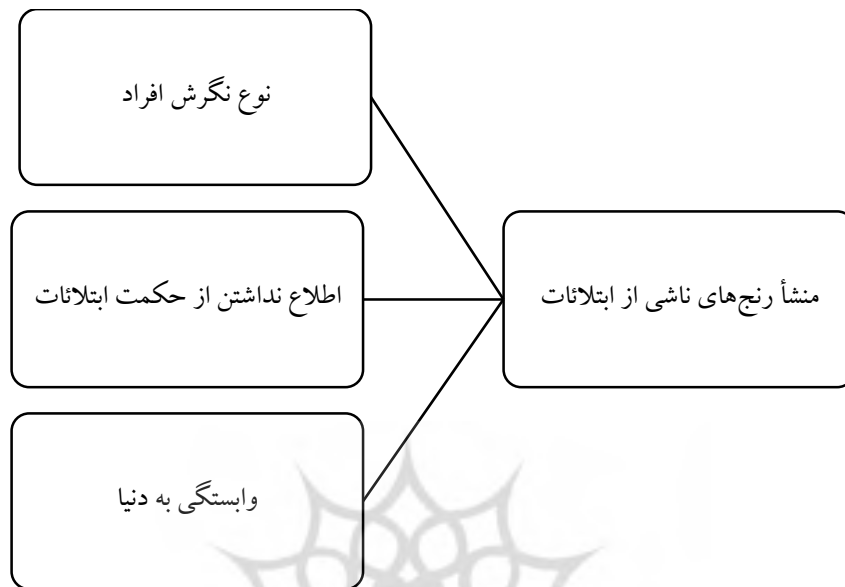 منشأ رنج‌های ناشی از ابتلائات
نوع نگرش افراد
اطلاع نداشتن از حکمت ابتلائات
وابستگی به دنیا